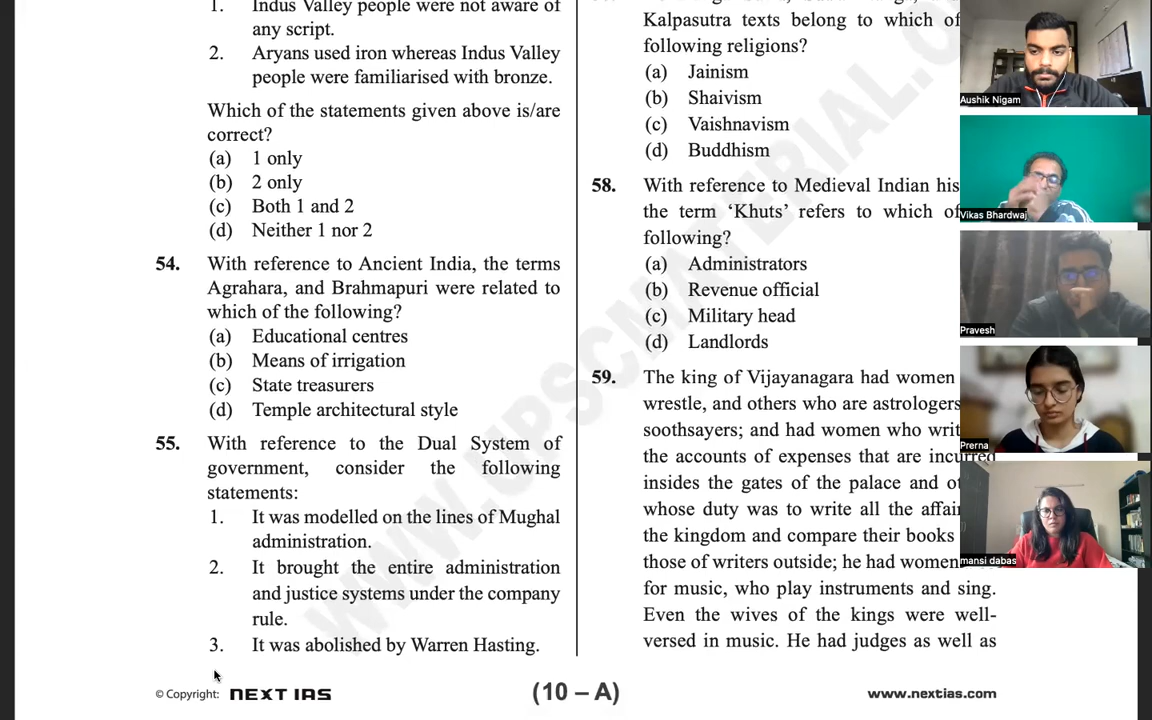 1. Indus Valley people were not aware of
any script.
2. Aryans used iron whereas Indus Valley
people were familiarised with bronze.
Which of the statements given above is/are
correct?
(a) 1 only
(b) 2 only
(c) Both 1 and 2
(d) Neither 1 nor 2
54. With reference to Ancient India, the terms
Agrahara, and Brahmapuri were related to
which of the following?
(a) Educational centres
(b) Means of irrigation
(c) State treasurers
(d) Temple architectural style
55. With reference to the Dual System of
government, consider the following
statements:
1. It was modelled on the lines of Mughal
administration.
2. It brought the entire administration
and justice systems under the company
rule.
3. It was abolished by Warren Hasting.
Kalpasutra texts belong to which of
following religions?
(a) Jainism
(b) Shaivism
(c) Vaishnavism
(d) Buddhism
58. With reference to Medieval Indian his
the term ‘Khuts’ refers to which of
following?
(a) Administrators
(b) Revenue official
(c) Military head
(d) Landlords
59. The king of Vijayanagara had women
wrestle, and others who are astrologers
soothsayers; and had women who writ
the accounts of expenses that are incurred
insides the gates of the palace and ot
whose duty was to write all the affai
the kingdom and compare their books
those of writers outside; he had women
for music, who play instruments and sing.
Even the wives of the kings were well-
versed in music. He had judges as well as
© Copyright: NEXT IAS
(10 – A)
www.nextias.com
WWW.UPSCMATERIAL.O
Aushik Nigam
Vikas Bhardwaj
Pravesh
Prerna
mansi dabas